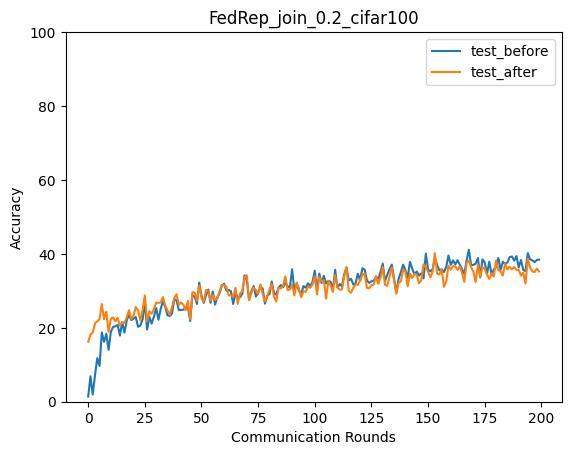 FedRep_join_0.2_cifar100
test_before
test_after
100
80
60
40
20
0
Accuracy
0 25 50 75 100 125 150 175 200
Communication Rounds